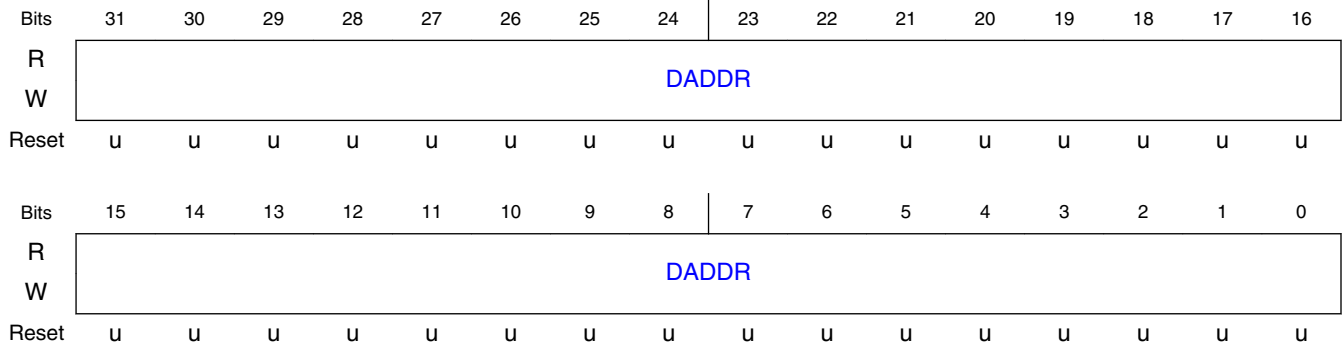 Bits 31 30 29 28 27 26 25 24 23 22 21 20 19 18 17 16
R
DADDR
W
Reset u u u u u u u u u u u u u u u u
Bits 15 14 13 12 11 10 9 8 7 6 5 4 3 2 1 0
R
DADDR
W
Reset u u u u u u u u u u u u u u u u